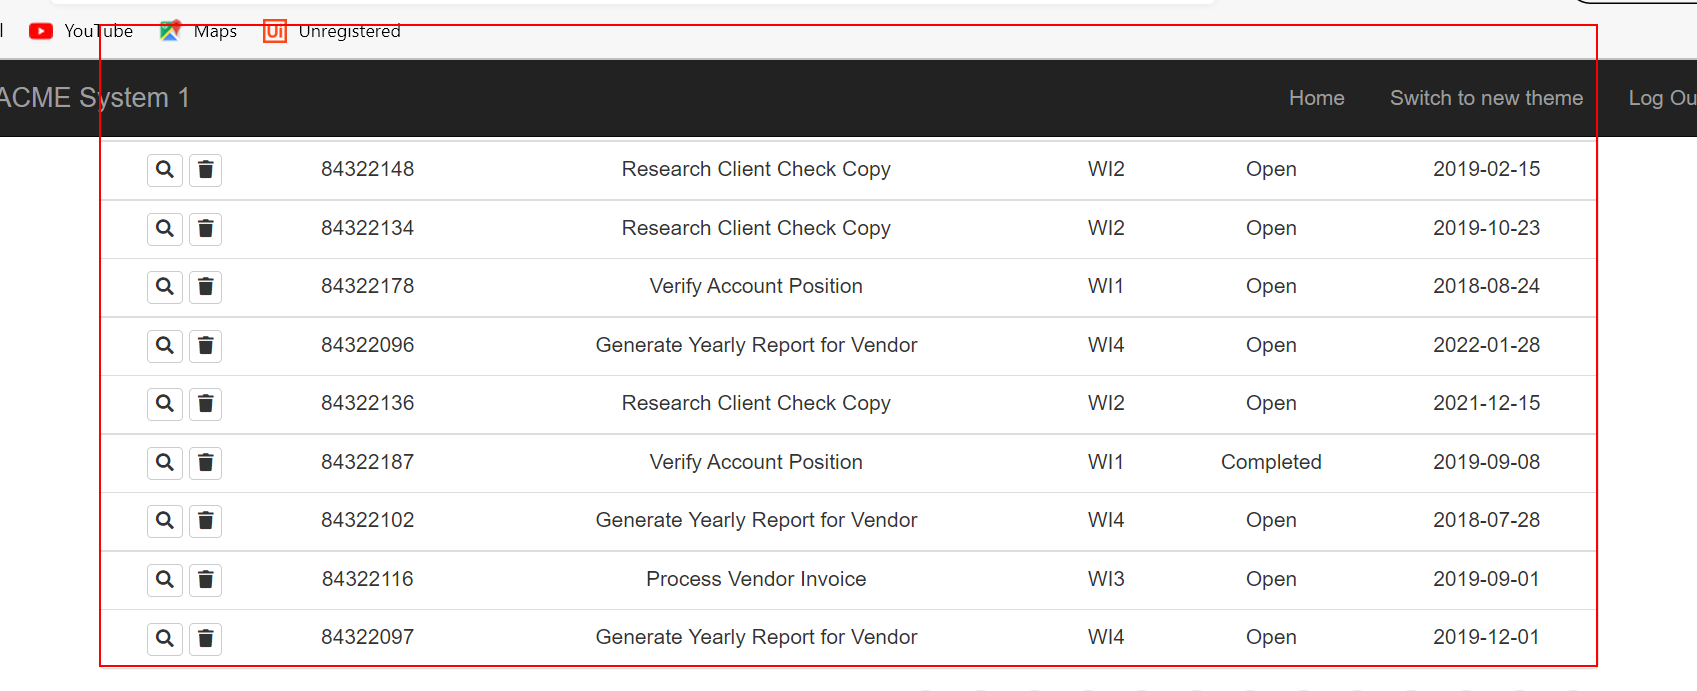 YouTube Maps Unregistered
ACME System 1 Home Switch to new theme Log Ou
84322148 Research Client Check Copy WI2 Open 2019-02-15
84322134 Research Client Check Copy WI2 Open 2019-10-23
84322178 Verify Account Position WI1 Open 2018-08-24
84322096 Generate Yearly Report for Vendor WI4 Open 2022-01-28
84322136 Research Client Check Copy WI2 Open 2021-12-15
84322187 Verify Account Position WI1 Completed 2019-09-08
84322102 Generate Yearly Report for Vendor WI4 Open 2018-07-28
84322116 Process Vendor Invoice WI3 Open 2019-09-01
84322097 Generate Yearly Report for Vendor WI4 Open 2019-12-01